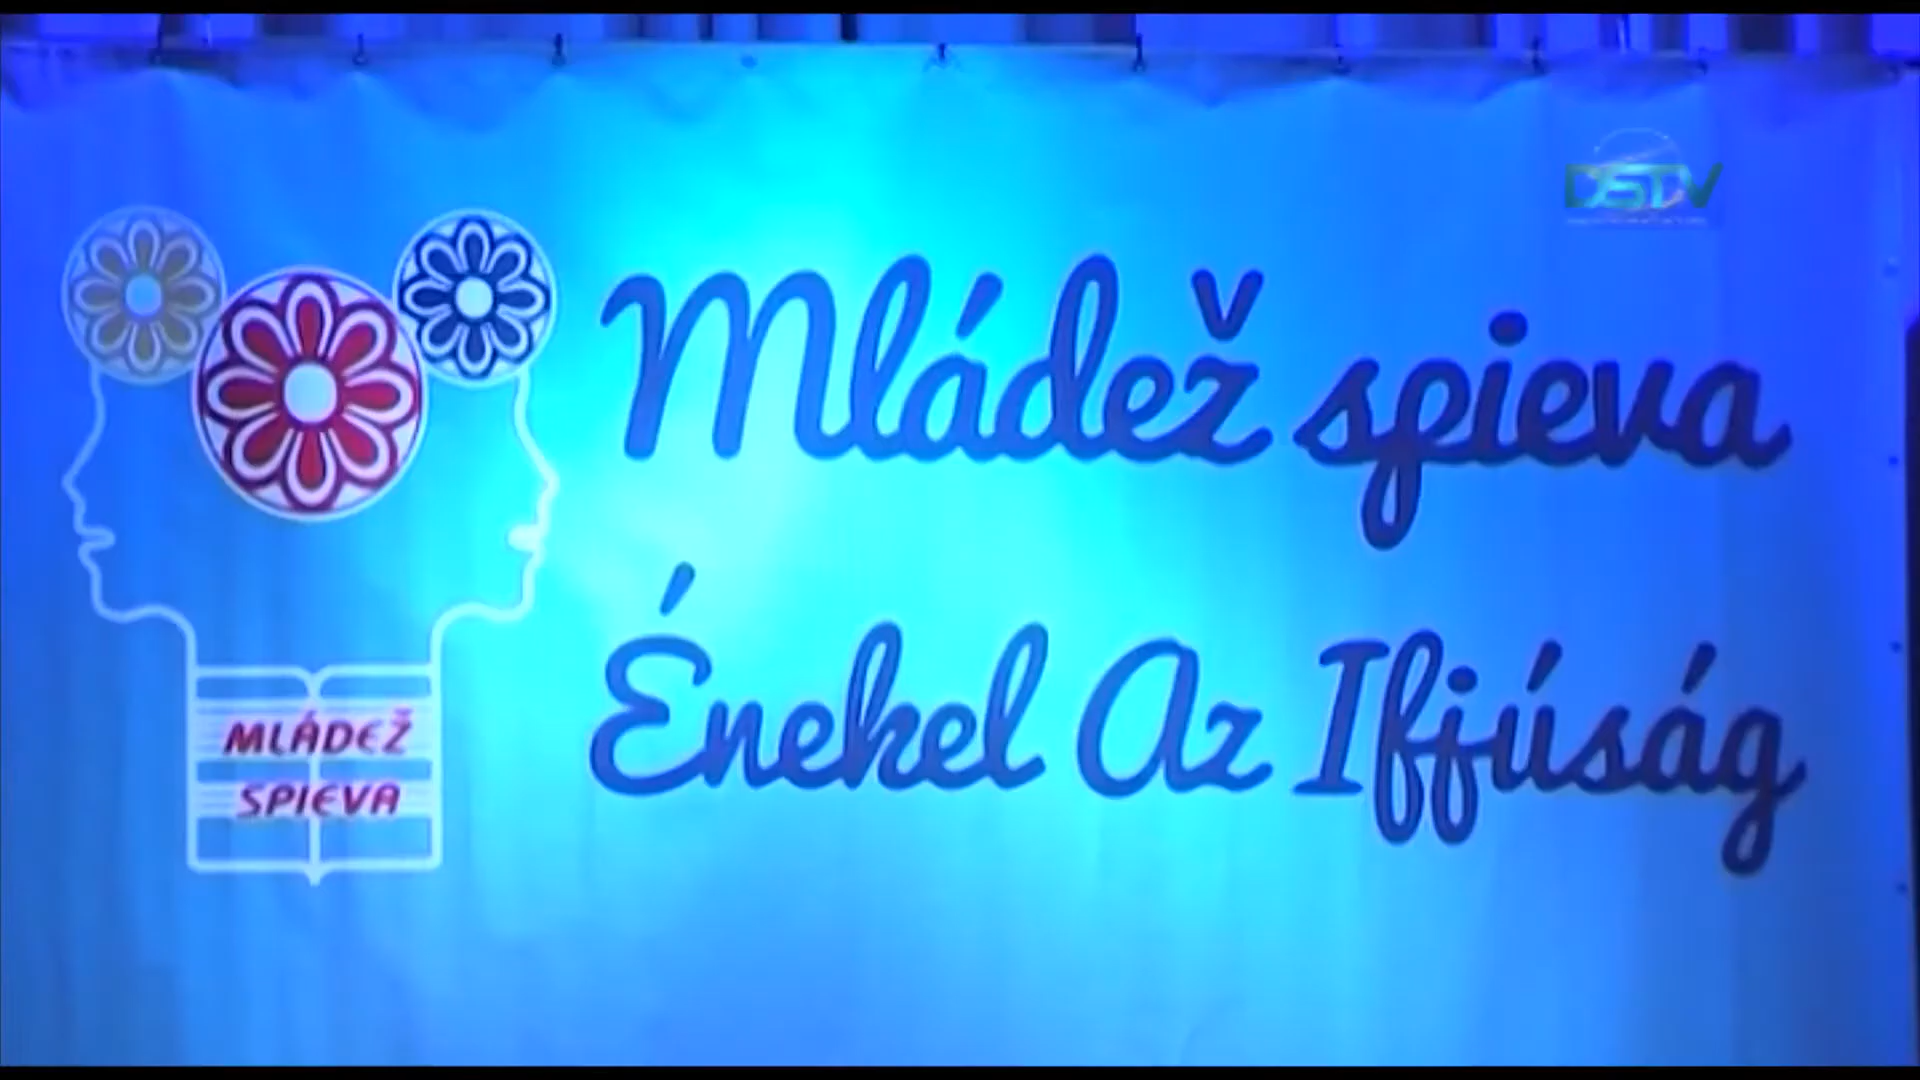 DSTV
Mládež spieva
Énekel Az Ifjúság
MLÁDEŽ
SPIEVA